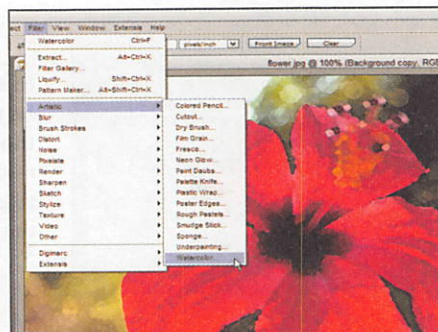 ect Filter View Window Extensis Help
pixels/inch Front Image Clear
flower.jpg @ 100% (Background copy, RG
Watercolor Ctrl+F
Extract... Alt+Ctrl+X
Filter Gallery...
Liquify... Shift+Ctrl+X
Pattern Maker... Alt+Shift+Ctrl+X
Artistic
Blur
Brush Strokes
Distort
Noise
Pixelate
Render
Sharpen
Sketch
Stylize
Texture
Video
Other
Digimarc
Extensis
Colored Pencil...
Cutout...
Dry Brush...
Film Grain...
Fresco...
Neon Glow...
Paint Daubs...
Palette Knife...
Plastic Wrap...
Poster Edges...
Rough Pastels...
Smudge Stick...
Sponge...
Underpainting...
Watercolor...